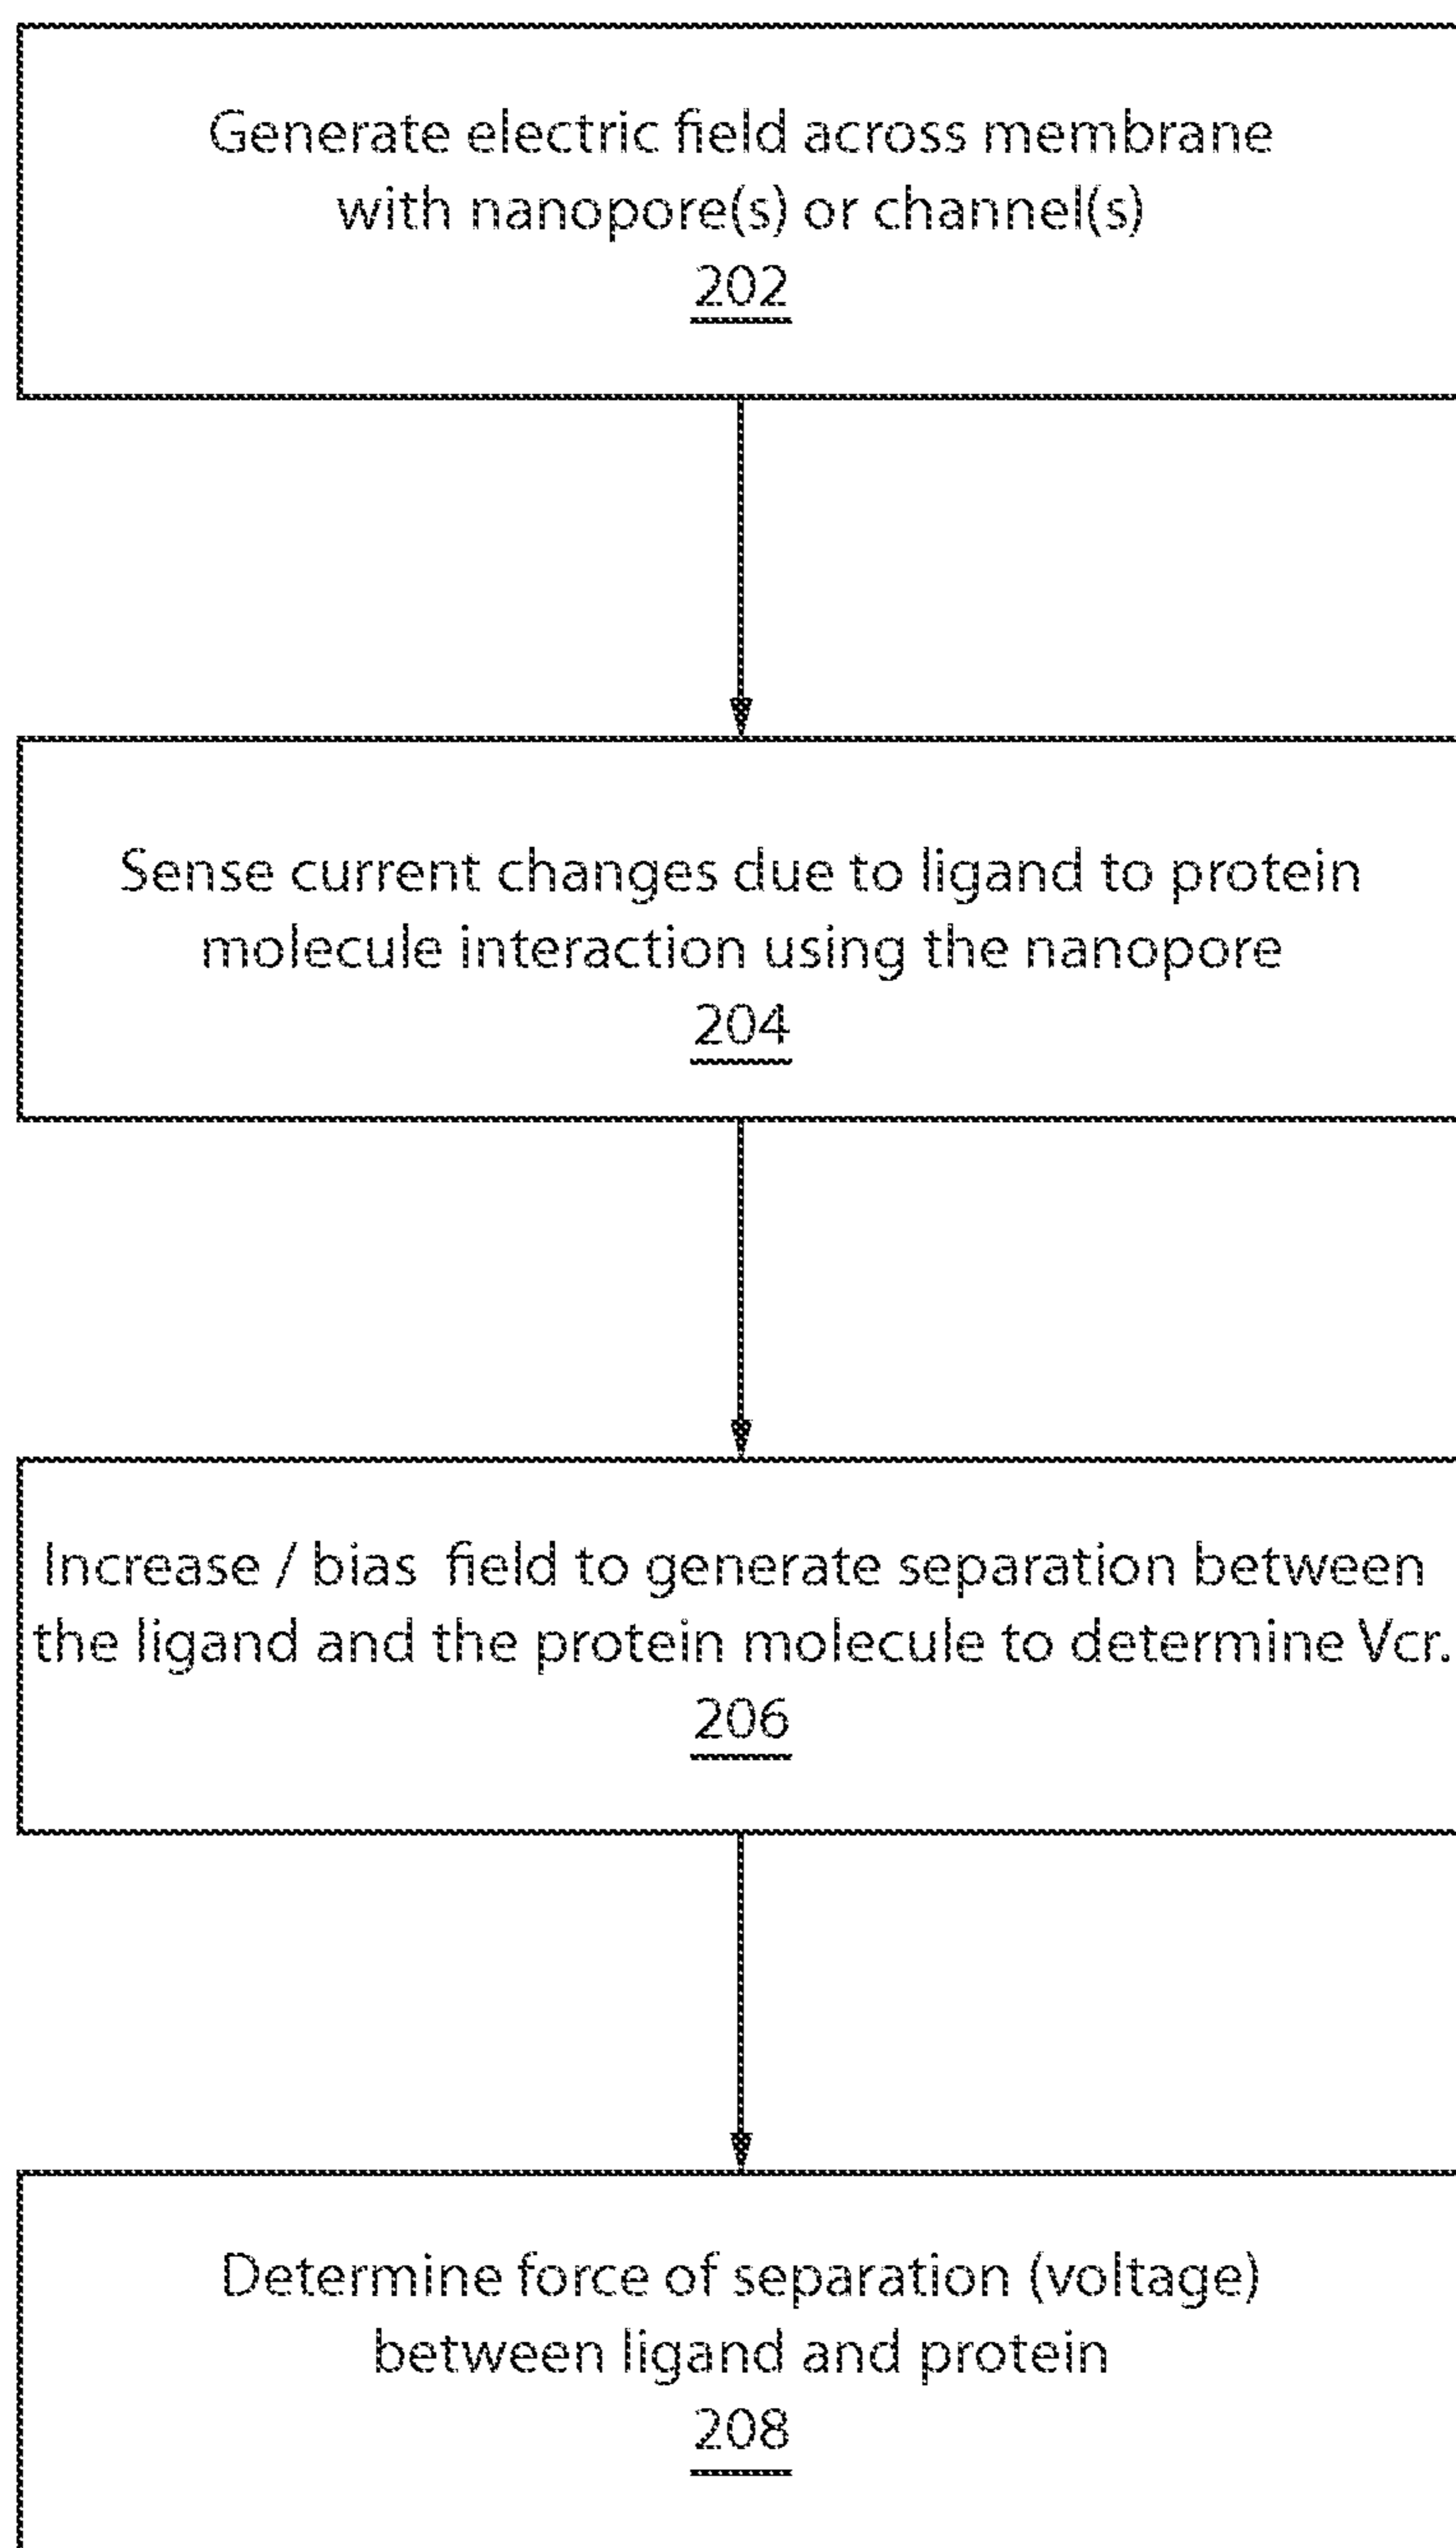 Generate electric field across membrane
with nanopore(s) or channel(s)
202
Sense current changes due to ligand to protein
molecule interaction using the nanopore
204
Increase / bias field to generate separation between
the ligand and the protein molecule to determine Vcr.
206
Determine force of separation (voltage)
between ligand and protein
208